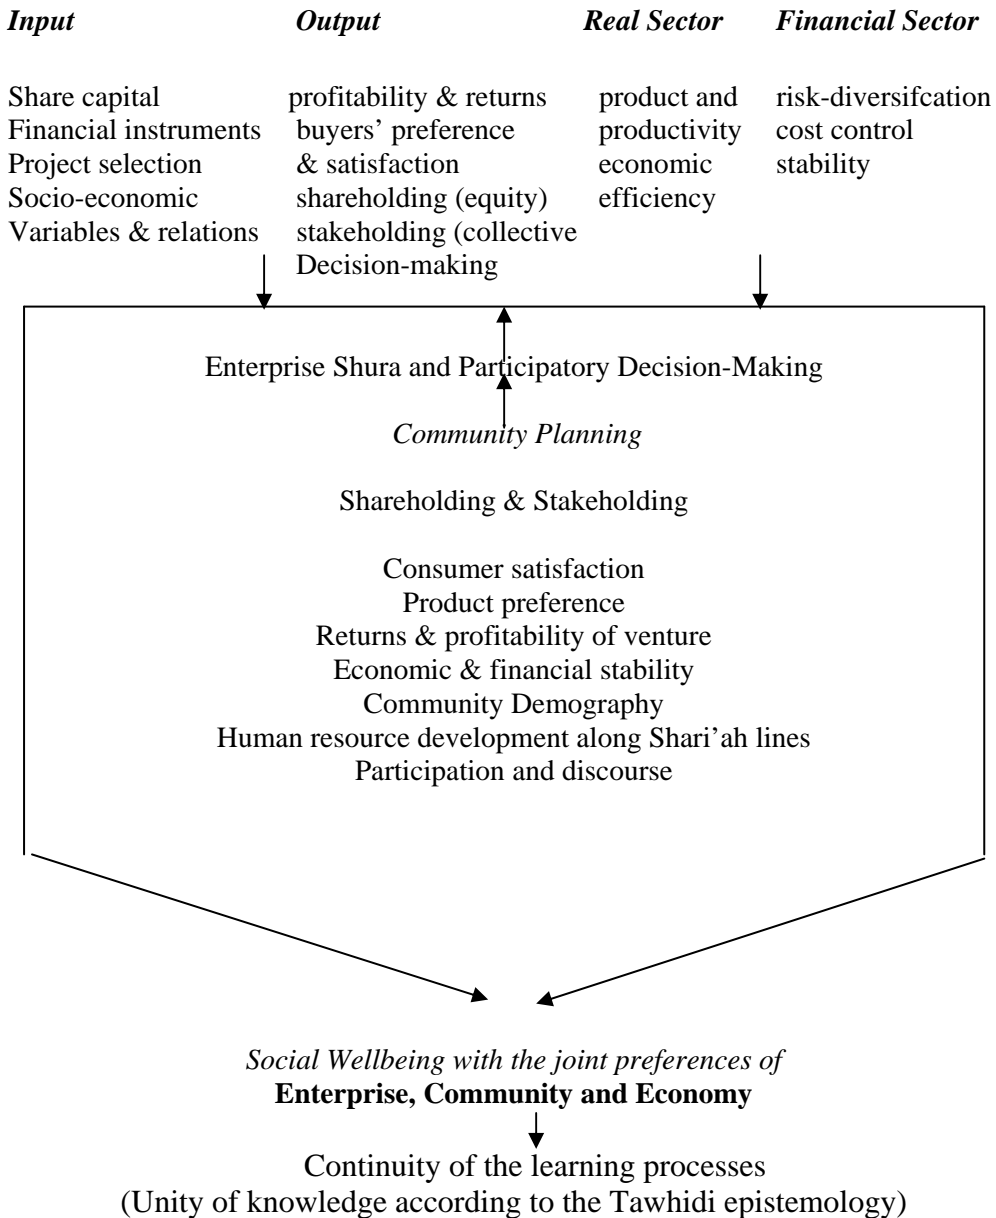 Input Output Real Sector Financial Sector
Share capital profitability & returns product and risk-diversifcation
Financial instruments buyers’ preference productivity cost control
Project selection & satisfaction economic stability
Socio-economic shareholding (equity) efficiency
Variables & relations stakeholding (collective
Decision-making
Enterprise Shura and Participatory Decision-Making
Community Planning
Shareholding & Stakeholding
Consumer satisfaction
Product preference
Returns & profitability of venture
Economic & financial stability
Community Demography
Human resource development along Shari’ah lines
Participation and discourse
Social Wellbeing with the joint preferences of
Enterprise, Community and Economy
Continuity of the learning processes
(Unity of knowledge according to the Tawhidi epistemology)